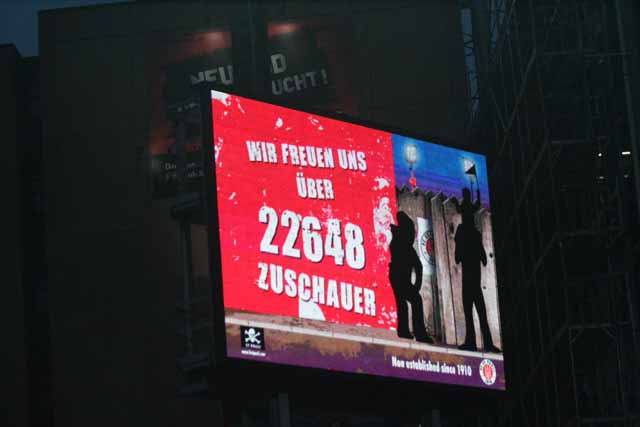 WIR FREUEN UNS
ÜBER
22648
ZUSCHAUER
Non established since 1910